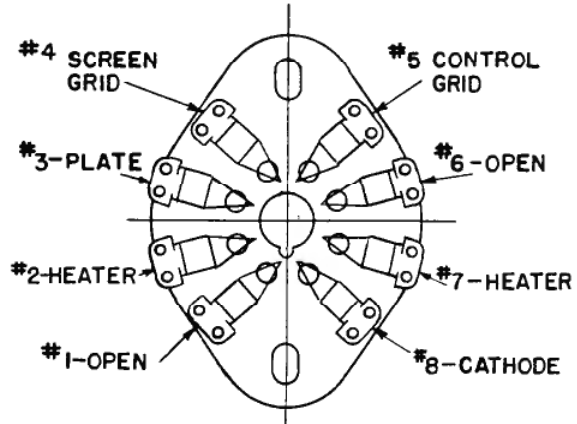 #4 SCREEN
GRID
#5 CONTROL
GRID
#3-PLATE
#6-OPEN
#2-HEATER
#7-HEATER
#1-OPEN
#8-CATHODE